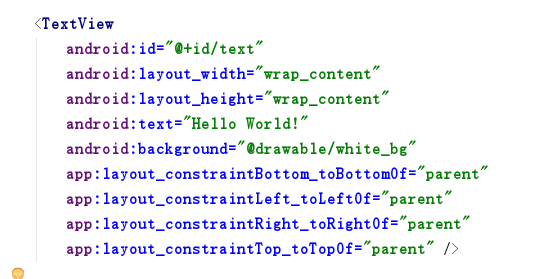 <TextView
android:id="@+id/text"
android:layout_width="wrap_content"
android:layout_height="wrap_content"
android:text="Hello World!"
android:background="@drawable/white_bg"
app:layout_constraintBottom_toBottomOf="parent"
app:layout_constraintLeft_toLeftOf="parent"
app:layout_constraintRight_toRightOf="parent"
app:layout_constraintTop_toTopOf="parent" />